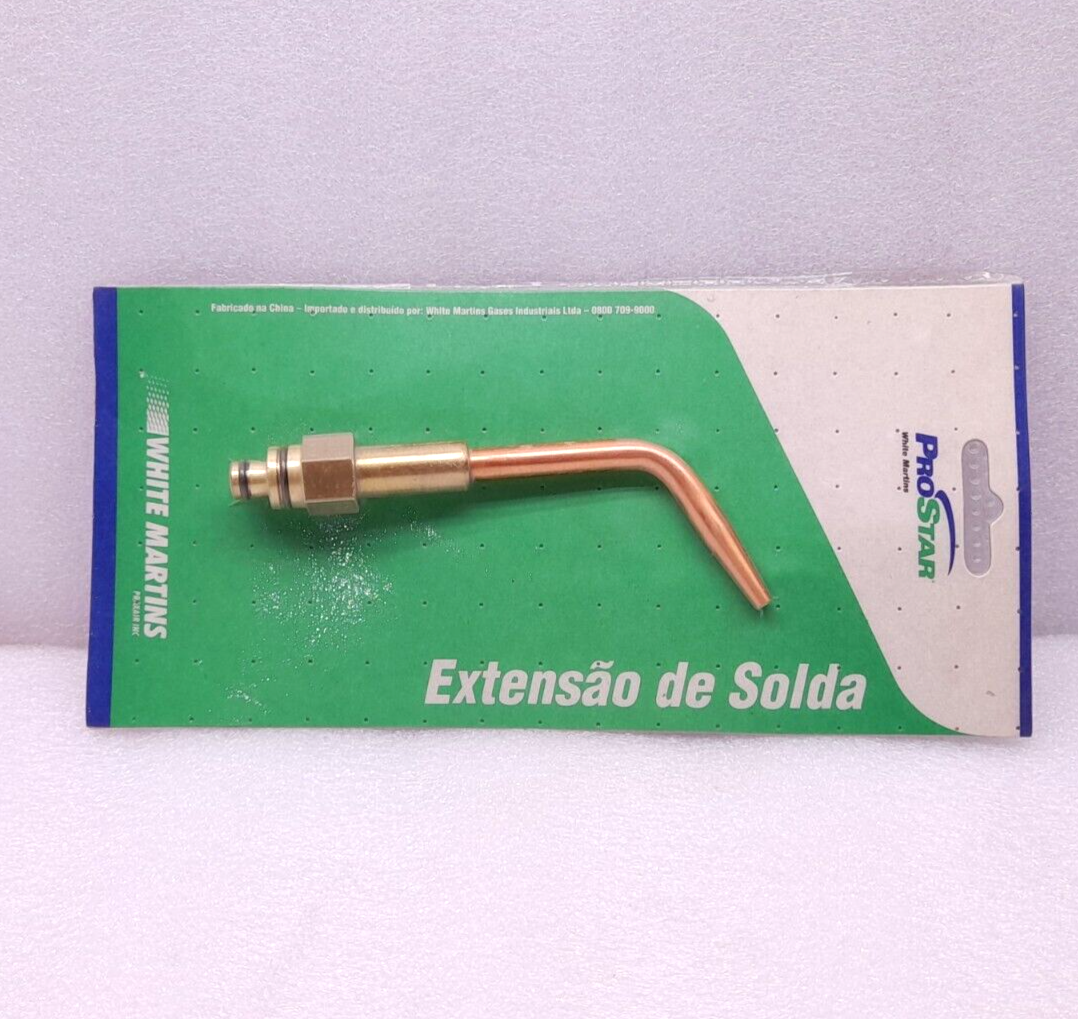 Fabricado na China – Importado e distribuído por: White Martins Gases Industriais Ltda – 0800 709-9000
WHITE MARTINS
PRAXAIR INC
PROSTAR
White Martins
Extensão de Solda